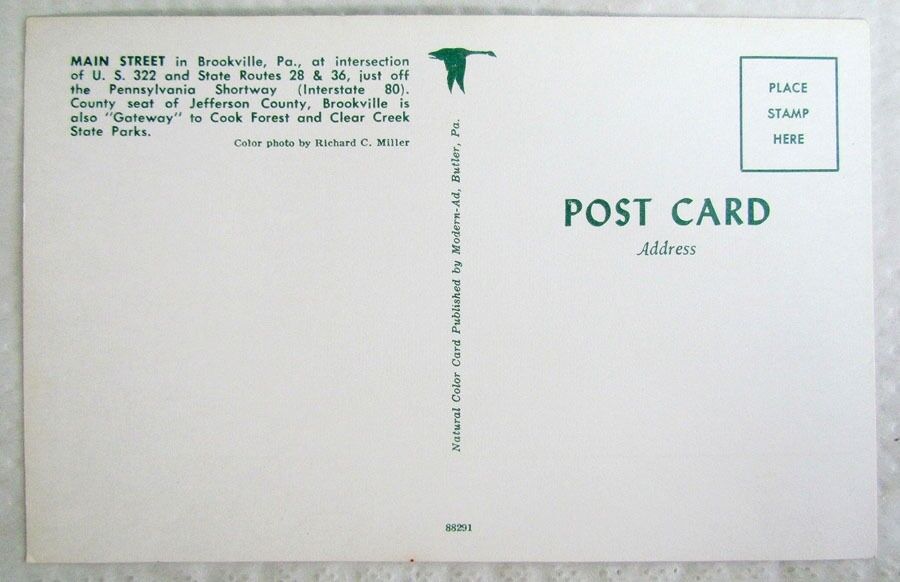 MAIN STREET in Brookville, Pa., at intersection
of U. S. 322 and State Routes 28 & 36, just off
the Pennsylvania Shortway (Interstate 80).
County seat of Jefferson County, Brookville is
also "Gateway" to Cook Forest and Clear Creek
State Parks.
Color photo by Richard C. Miller
Natural Color Card Published by Modern-Ad, Butler, Pa.
88291
PLACE
STAMP
HERE
POST CARD
Address